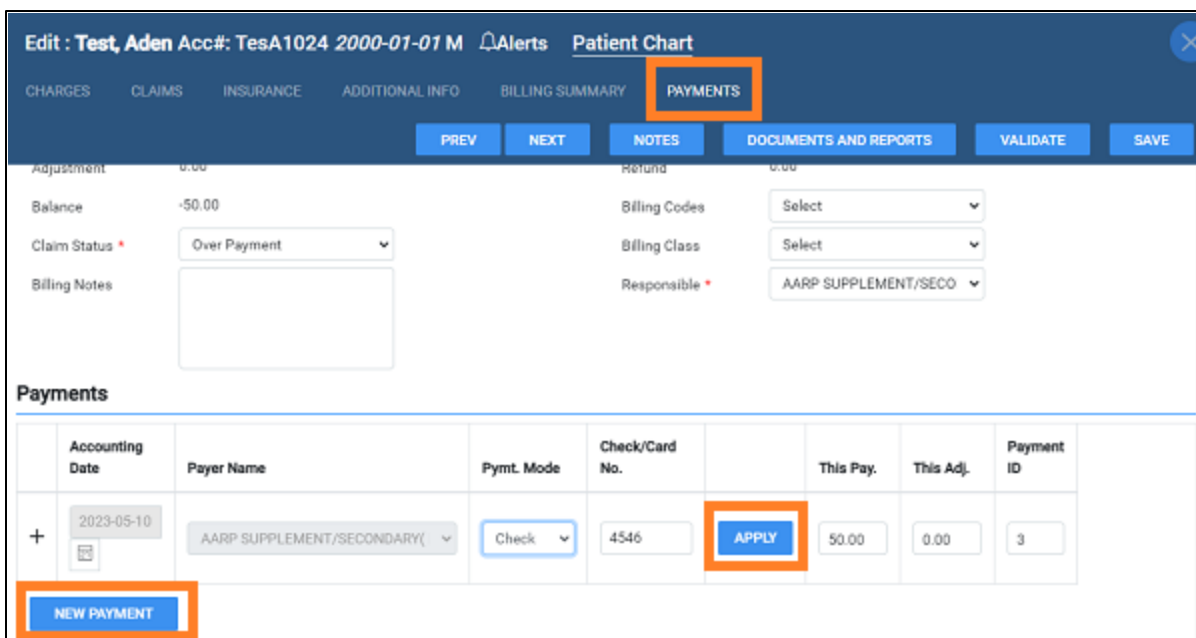 Edit : Test, Aden Acc#: TesA1024 2000-01-01 M Alerts Patient Chart
CHARGES CLAIMS INSURANCE ADDITIONAL INFO BILLING SUMMARY PAYMENTS
PREV NEXT NOTES DOCUMENTS AND REPORTS VALIDATE SAVE
Adjustment 0.00 Refund 0.00
Balance -50.00 Billing Codes Select
Claim Status * Over Payment Billing Class Select
Billing Notes Responsible * AARP SUPPLEMENT/SECO
Payments
Accounting Date Payer Name Pymt. Mode Check/Card No. This Pay. This Adj. Payment ID
+ 2023-05-10 AARP SUPPLEMENT/SECONDARY( Check 4546 APPLY 50.00 0.00 3
NEW PAYMENT